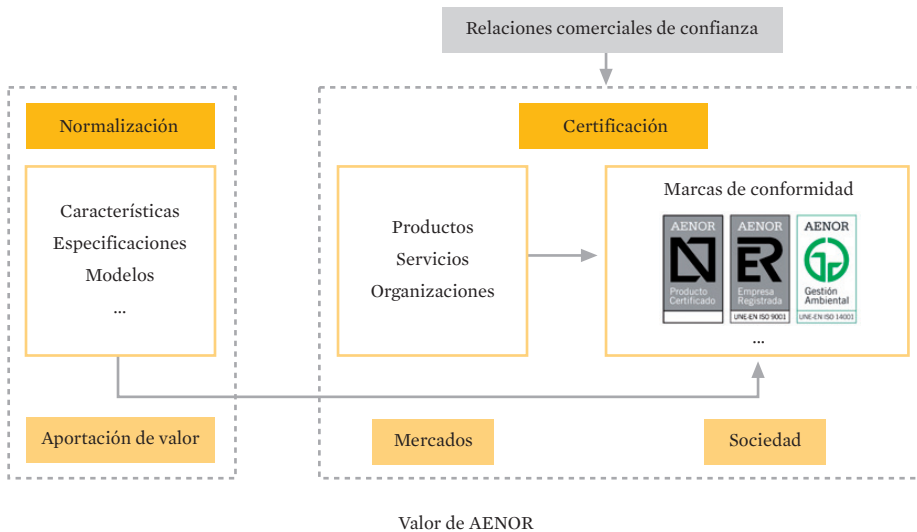 Relaciones comerciales de confianza
Normalización
Características
Especificaciones
Modelos
...
Aportación de valor
Certificación
Productos
Servicios
Organizaciones
Marcas de conformidad
AENOR
Producto
Certificado
AENOR
Empresa
Registrada
UNE-EN ISO 9001
AENOR
Gestión
Ambiental
UNE-EN ISO 14001
...
Mercados
Sociedad
Valor de AENOR